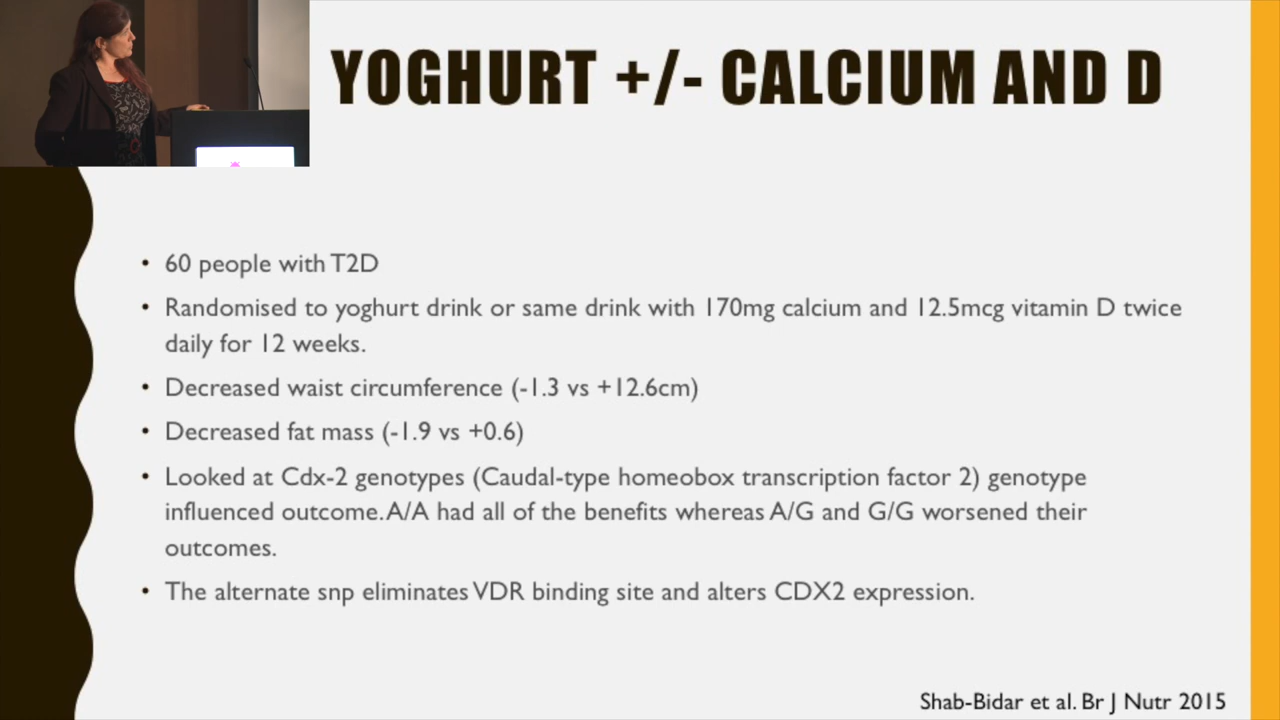 YOGHURT +/- CALCIUM AND D
• 60 people with T2D
• Randomised to yoghurt drink or same drink with 170mg calcium and 12.5mcg vitamin D twice
daily for 12 weeks.
• Decreased waist circumference (-1.3 vs +12.6cm)
• Decreased fat mass (-1.9 vs +0.6)
• Looked at Cdx-2 genotypes (Caudal-type homeobox transcription factor 2) genotype
influenced outcome. A/A had all of the benefits whereas A/G and G/G worsened their
outcomes.
• The alternate snp eliminates VDR binding site and alters CDX2 expression.
Shab-Bidar et al. Br J Nutr 2015